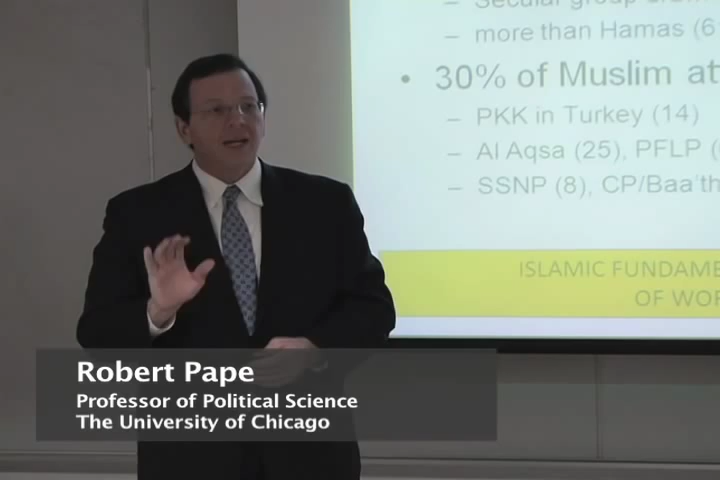 – more than Hamas (6
• 30% of Muslim at
– PKK in Turkey (14)
– Al Aqsa (25), PFLP (
– SSNP (8), CP/Baa'th
ISLAMIC FUNDAME
OF WOR
Robert Pape
Professor of Political Science
The University of Chicago